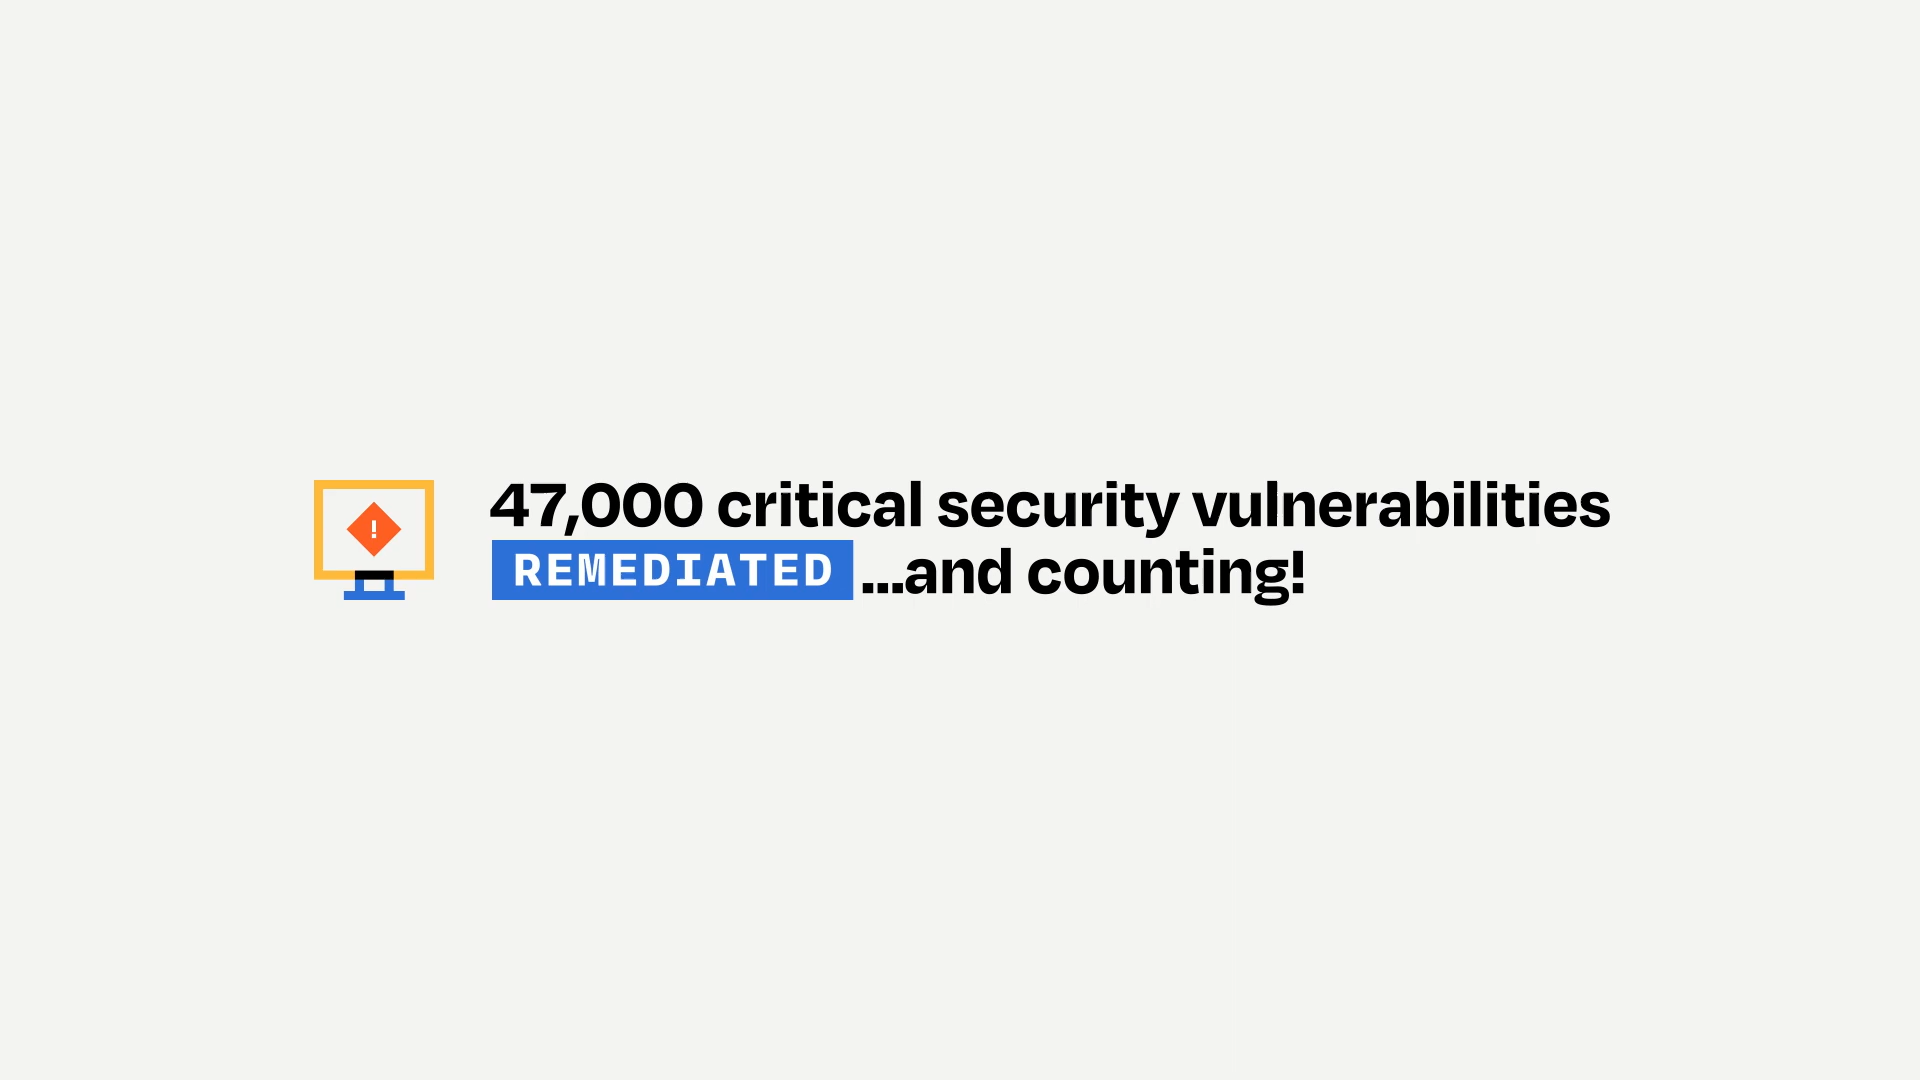 !
47,000 critical security vulnerabilities
REMEDIATED ...and counting!